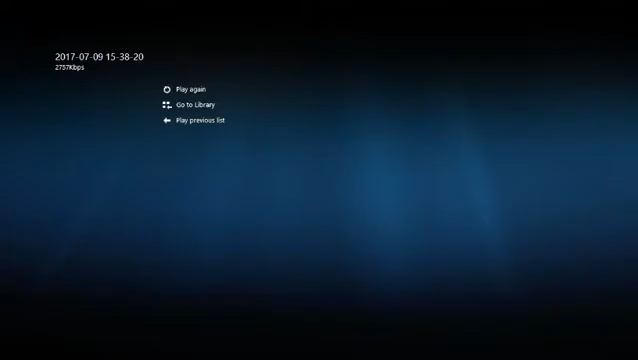 2017-07-09 15-38-20
2757Kbps
Play again
Go to Library
Play previous list